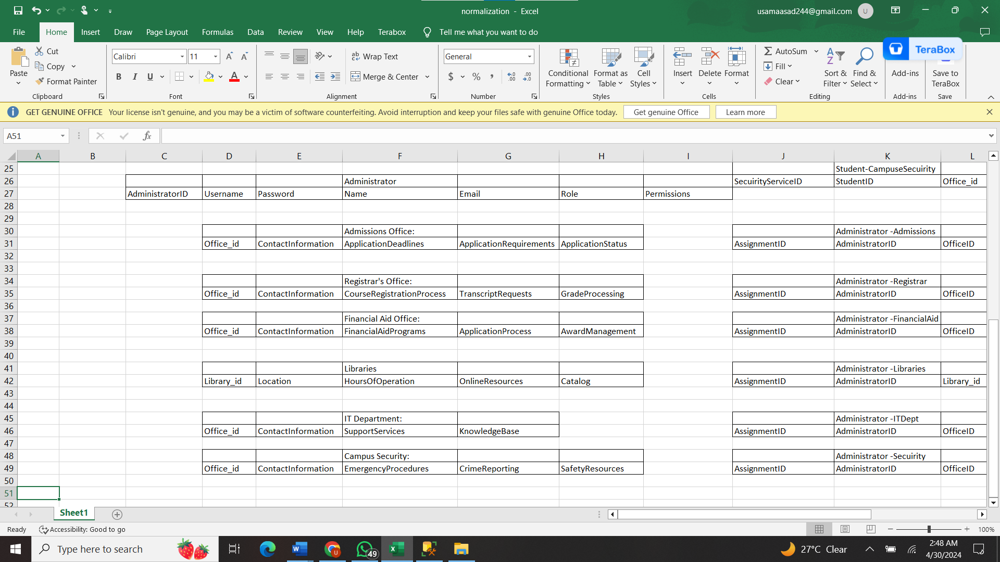 normalization - Excel
usamaasad244@gmail.com U
File Home Insert Draw Page Layout Formulas Data Review View Help Terabox Tell me what you want to do
Paste
Cut
Copy
Format Painter
Clipboard
Calibri 11
B I U
Font
Wrap Text
Merge & Center
Alignment
General
$ % ,
Number
Conditional Formatting
Format as Table
Cell Styles
Styles
Insert Delete Format
Cells
AutoSum
Fill
Clear
Sort & Filter
Find & Select
Editing
Add-ins
Add-ins
TeraBox
Save to TeraBox
Save
GET GENUINE OFFICE Your license isn't genuine, and you may be a victim of software counterfeiting. Avoid interruption and keep your files safe with genuine Office today. Get genuine Office Learn more
A51 fx
A B C D E F G H I J K L
25 Student-CampuseSecuirity
26 Administrator SecuirityServiceID StudentID Office_id
27 AdministratorID Username Password Name Email Role Permissions
28
29
30 Admissions Office: Administrator -Admissions
31 Office_id ContactInformation ApplicationDeadlines ApplicationRequirements ApplicationStatus AssignmentID AdministratorID OfficeID
32
33
34 Registrar's Office: Administrator -Registrar
35 Office_id ContactInformation CourseRegistrationProcess TranscriptRequests GradeProcessing AssignmentID AdministratorID OfficeID
36
37 Financial Aid Office: Administrator -FinancialAid
38 Office_id ContactInformation FinancialAidPrograms ApplicationProcess AwardManagement AssignmentID AdministratorID OfficeID
39
40
41 Libraries Administrator -Libraries
42 Library_id Location HoursOfOperation OnlineResources Catalog AssignmentID AdministratorID Library_id
43
44
45 IT Department: Administrator -ITDept
46 Office_id ContactInformation SupportServices KnowledgeBase AssignmentID AdministratorID OfficeID
47
48 Campus Security: Administrator -Secuirity
49 Office_id ContactInformation EmergencyProcedures CrimeReporting SafetyResources AssignmentID AdministratorID OfficeID
50
51
52
Sheet1
Ready Accessibility: Good to go 100%
Type here to search 49 27°C Clear 2:48 AM
4/30/2024